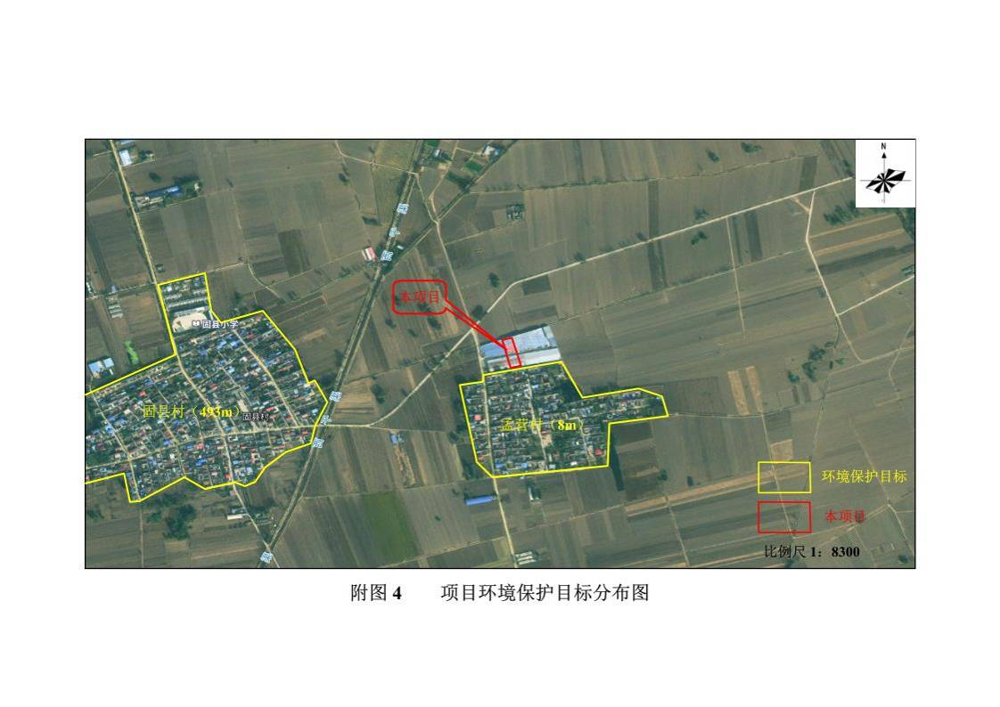 N
本项目
固县小学
固县村（493m）
固县村
孟营村（8m）
环境保护目标
本项目
比例尺 1：8300
附图 4 项目环境保护目标分布图